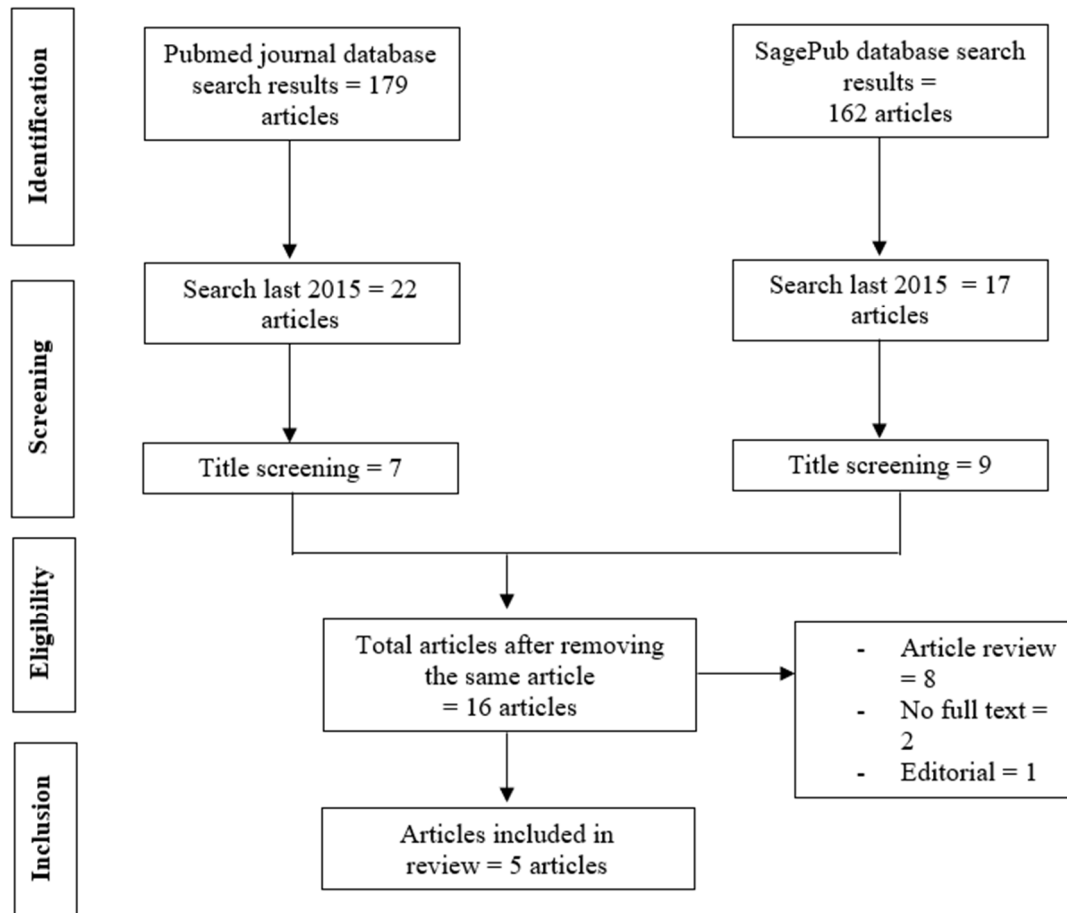 Identification
Pubmed journal database
search results = 179
articles
SagePub database search
results =
162 articles
Screening
Search last 2015 = 22
articles
Search last 2015  = 17
articles
Title screening = 7
Title screening = 9
Eligibility
Total articles after removing
the same article
= 16 articles
- Article review
= 8
- No full text =
2
- Editorial = 1
Inclusion
Articles included in
review = 5 articles